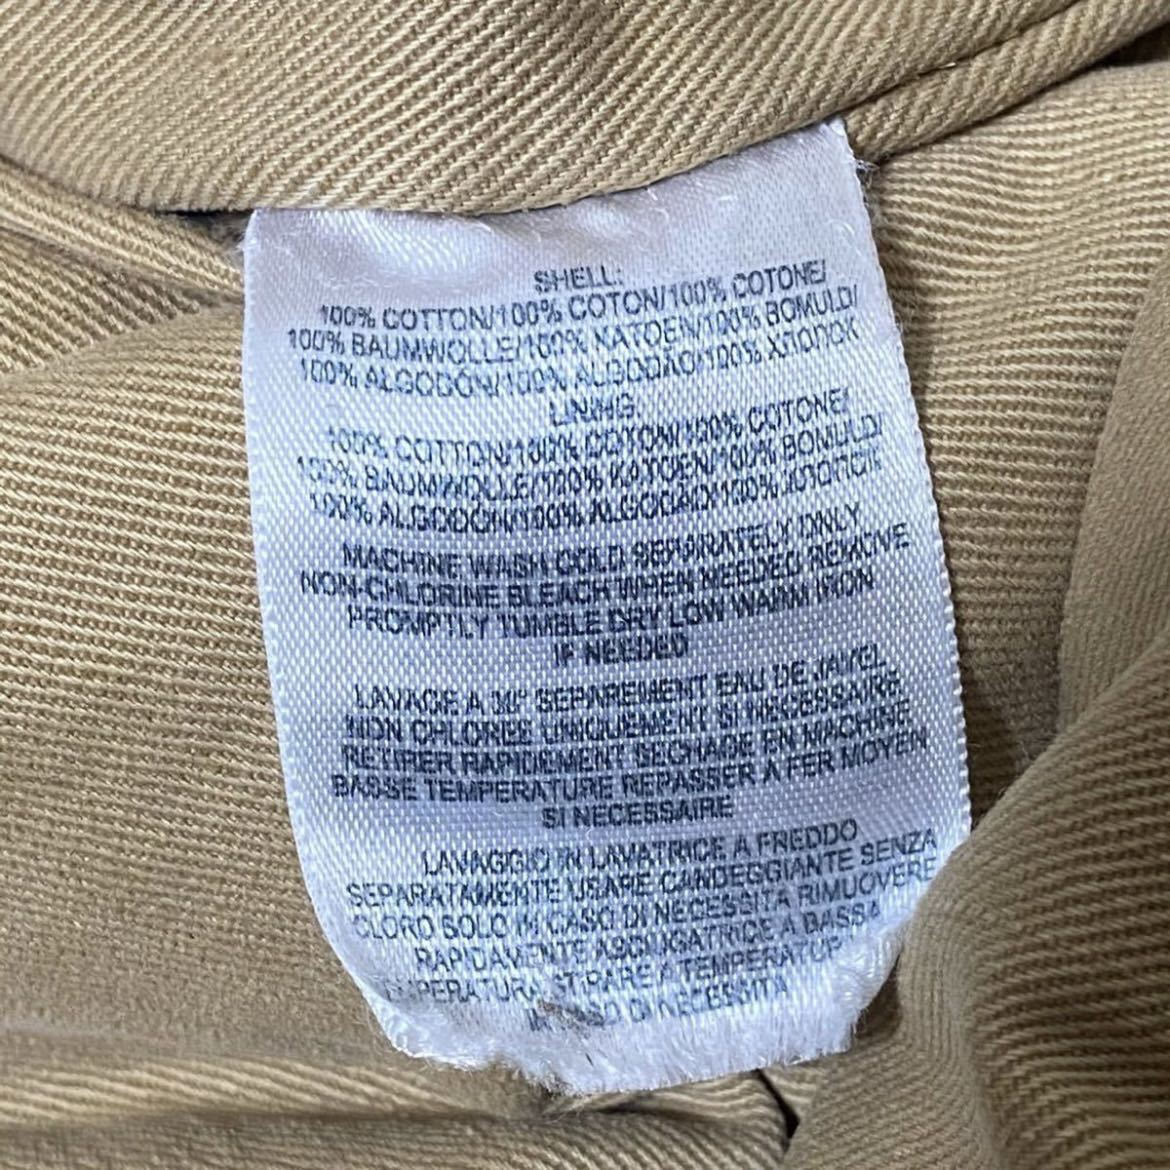 SHELL:
100% COTTON/100% COTON/100% COTONE/
100% BAUMWOLLE/100% KATOEN/100% BOMULD/
100% ALGODÓN/100% ALGODÃO/100% ХЛОПОК
LINING:
100% COTTON/100% COTON/100% COTONE/
100% BAUMWOLLE/100% KATOEN/100% BOMULD/
100% ALGODÓN/100% ALGODÃO/100% ХЛОПОК
MACHINE WASH COLD SEPARATELY ONLY
NON-CHLORINE BLEACH WHEN NEEDED REMOVE
PROMPTLY TUMBLE DRY LOW WARM IRON
IF NEEDED
LAVAGE A 30° SEPAREMENT EAU DE JAVEL
NON CHLOREE UNIQUEMENT SI NECESSAIRE
RETIRER RAPIDEMENT SECHAGE EN MACHINE
BASSE TEMPERATURE REPASSER A FER MOYEN
SI NECESSAIRE
LAVAGGIO IN LAVATRICE A FREDDO
SEPARATAMENTE USARE CANDEGGIANTE SENZA
CLORO SOLO IN CASO DI NECESSITÀ RIMUOVERE
RAPIDAMENTE ASCIUGATRICE A BASSA
STIRARE A
DI NECESSITA